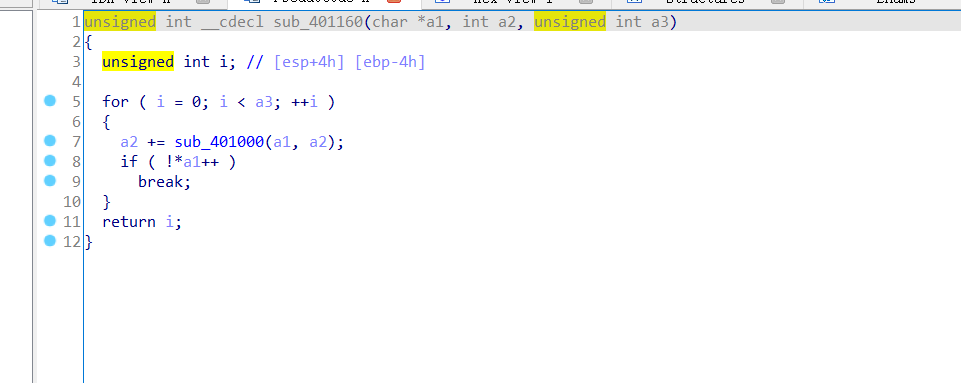 unsigned int __cdecl sub_401160(char *a1, int a2, unsigned int a3)
1
2 {
3 unsigned int i; // [esp+4h] [ebp-4h]
4
5 for ( i = 0; i < a3; ++i )
6 {
7 a2 += sub_401000(a1, a2);
8 if ( !*a1++ )
9 break;
10 }
11 return i;
12 }